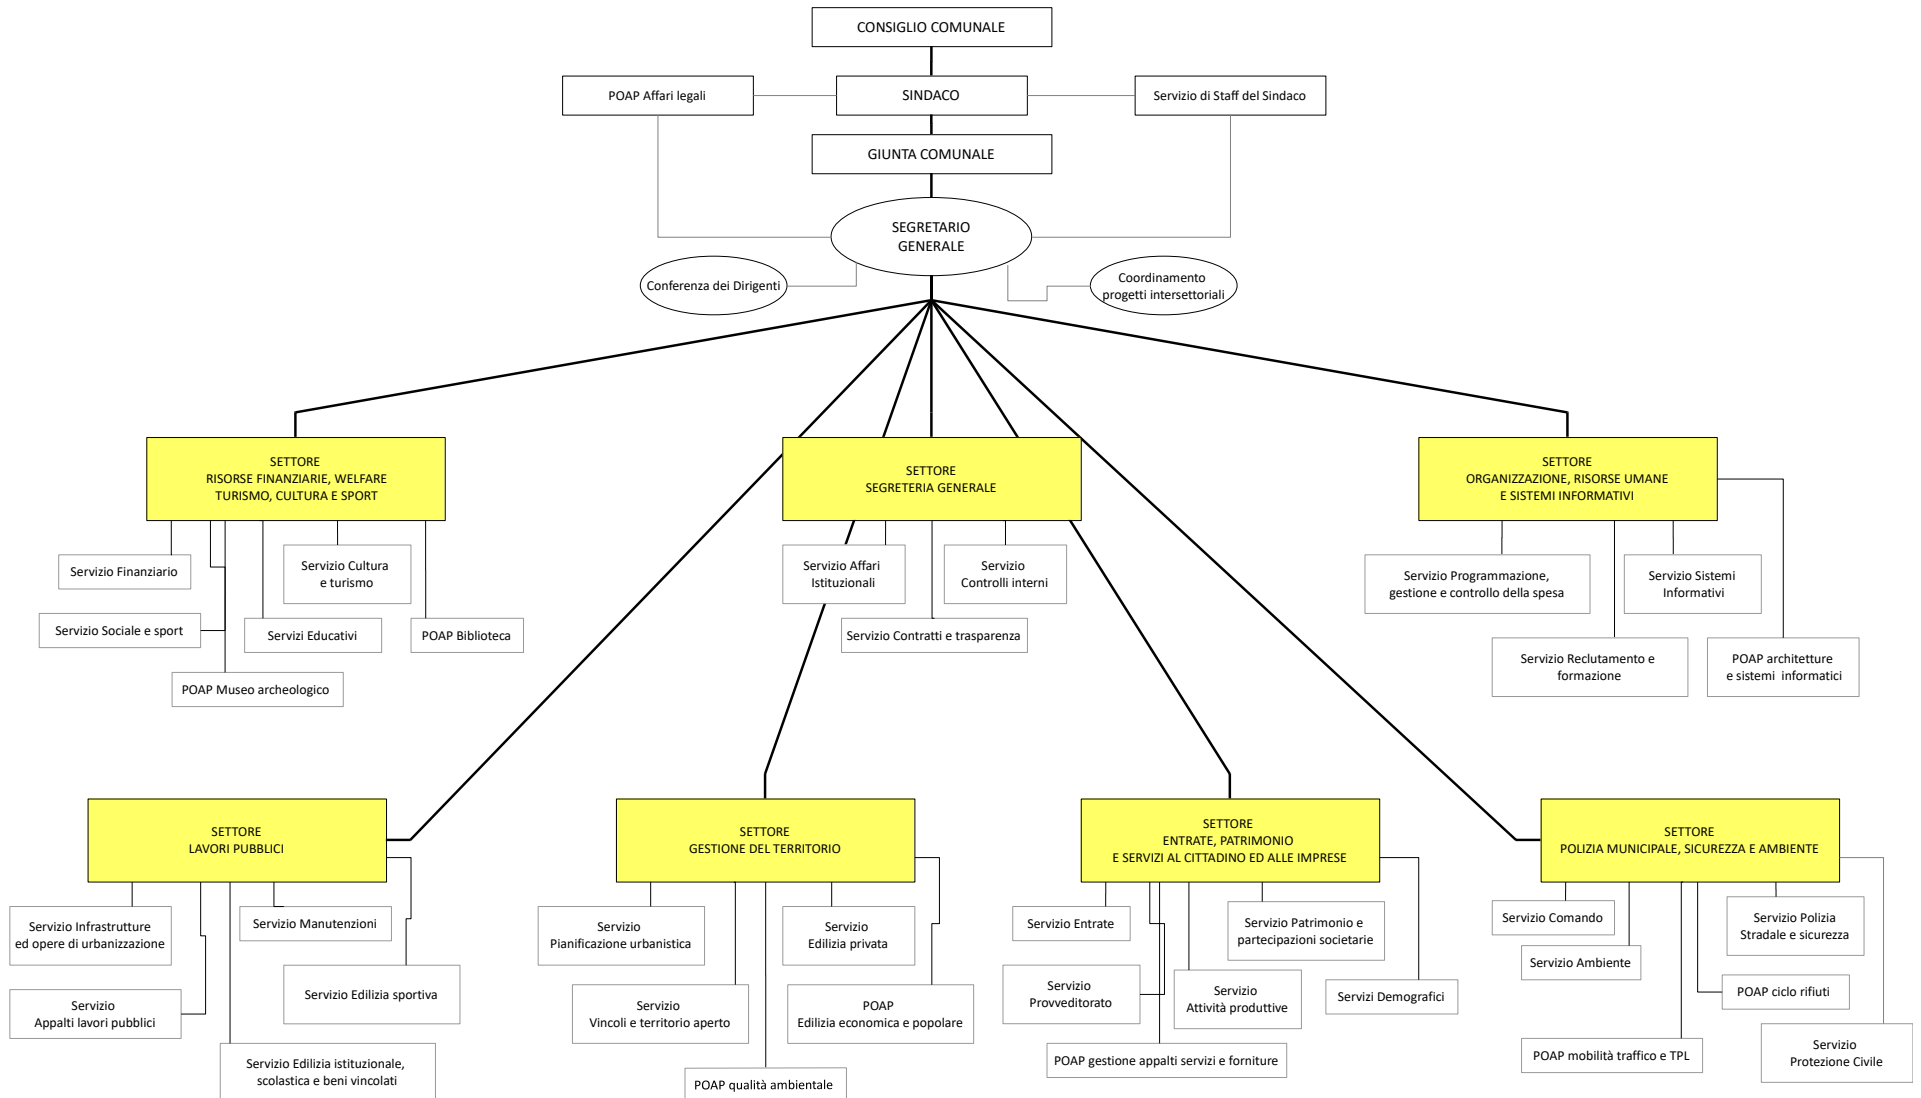 CONSIGLIO COMUNALE
POAP Affari legali
SINDACO
Servizio di Staff del Sindaco
GIUNTA COMUNALE
SEGRETARIO
GENERALE
Conferenza dei Dirigenti
Coordinamento
progetti intersettoriali
SETTORE
RISORSE FINANZIARIE, WELFARE
TURISMO, CULTURA E SPORT
SETTORE
SEGRETERIA GENERALE
SETTORE
ORGANIZZAZIONE, RISORSE UMANE
E SISTEMI INFORMATIVI
Servizio Finanziario
Servizio Cultura
e turismo
Servizio Sociale e sport
Servizi Educativi
POAP Biblioteca
POAP Museo archeologico
Servizio Affari
Istituzionali
Servizio
Controlli interni
Servizio Contratti e trasparenza
Servizio Programmazione,
gestione e controllo della spesa
Servizio Sistemi
Informativi
Servizio Reclutamento e
formazione
POAP architetture
e sistemi informatici
SETTORE
LAVORI PUBBLICI
SETTORE
GESTIONE DEL TERRITORIO
SETTORE
ENTRATE, PATRIMONIO
E SERVIZI AL CITTADINO ED ALLE IMPRESE
SETTORE
POLIZIA MUNICIPALE, SICUREZZA E AMBIENTE
Servizio Infrastrutture
ed opere di urbanizzazione
Servizio Manutenzioni
Servizio Edilizia sportiva
Servizio
Appalti lavori pubblici
Servizio Edilizia istituzionale,
scolastica e beni vincolati
Servizio
Pianificazione urbanistica
Servizio
Edilizia privata
Servizio
Vincoli e territorio aperto
POAP
Edilizia economica e popolare
POAP qualità ambientale
Servizio Entrate
Servizio Patrimonio e
partecipazioni societarie
Servizio
Provveditorato
Servizio
Attività produttive
Servizi Demografici
POAP gestione appalti servizi e forniture
Servizio Comando
Servizio Polizia
Stradale e sicurezza
Servizio Ambiente
POAP ciclo rifiuti
POAP mobilità traffico e TPL
Servizio
Protezione Civile